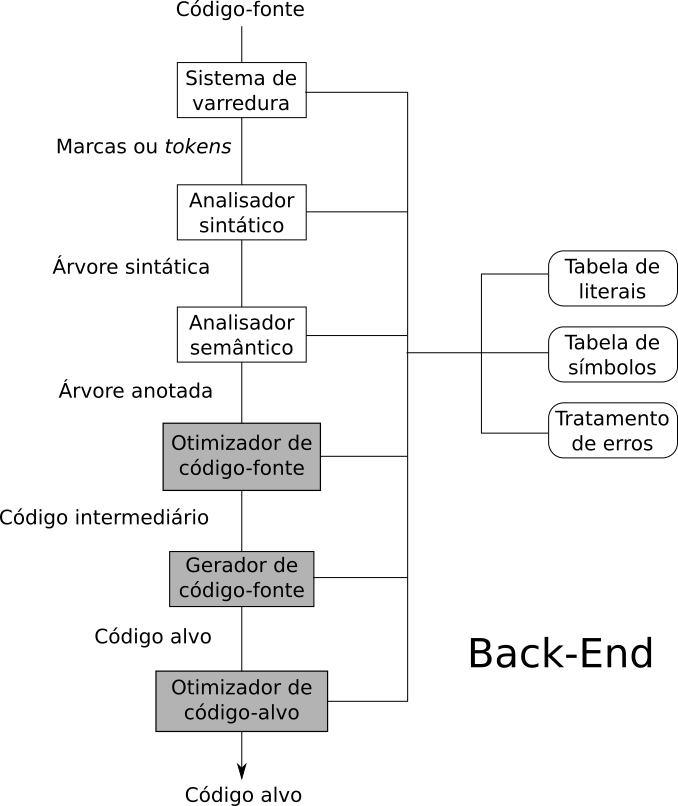 Código-fonte
Sistema de
varredura
Marcas ou tokens
Analisador
sintático
Árvore sintática
Analisador
semântico
Árvore anotada
Otimizador de
código-fonte
Código intermediário
Gerador de
código-fonte
Código alvo
Otimizador de
código-alvo
Código alvo
Tabela de
literais
Tabela de
símbolos
Tratamento
de erros
Back-End